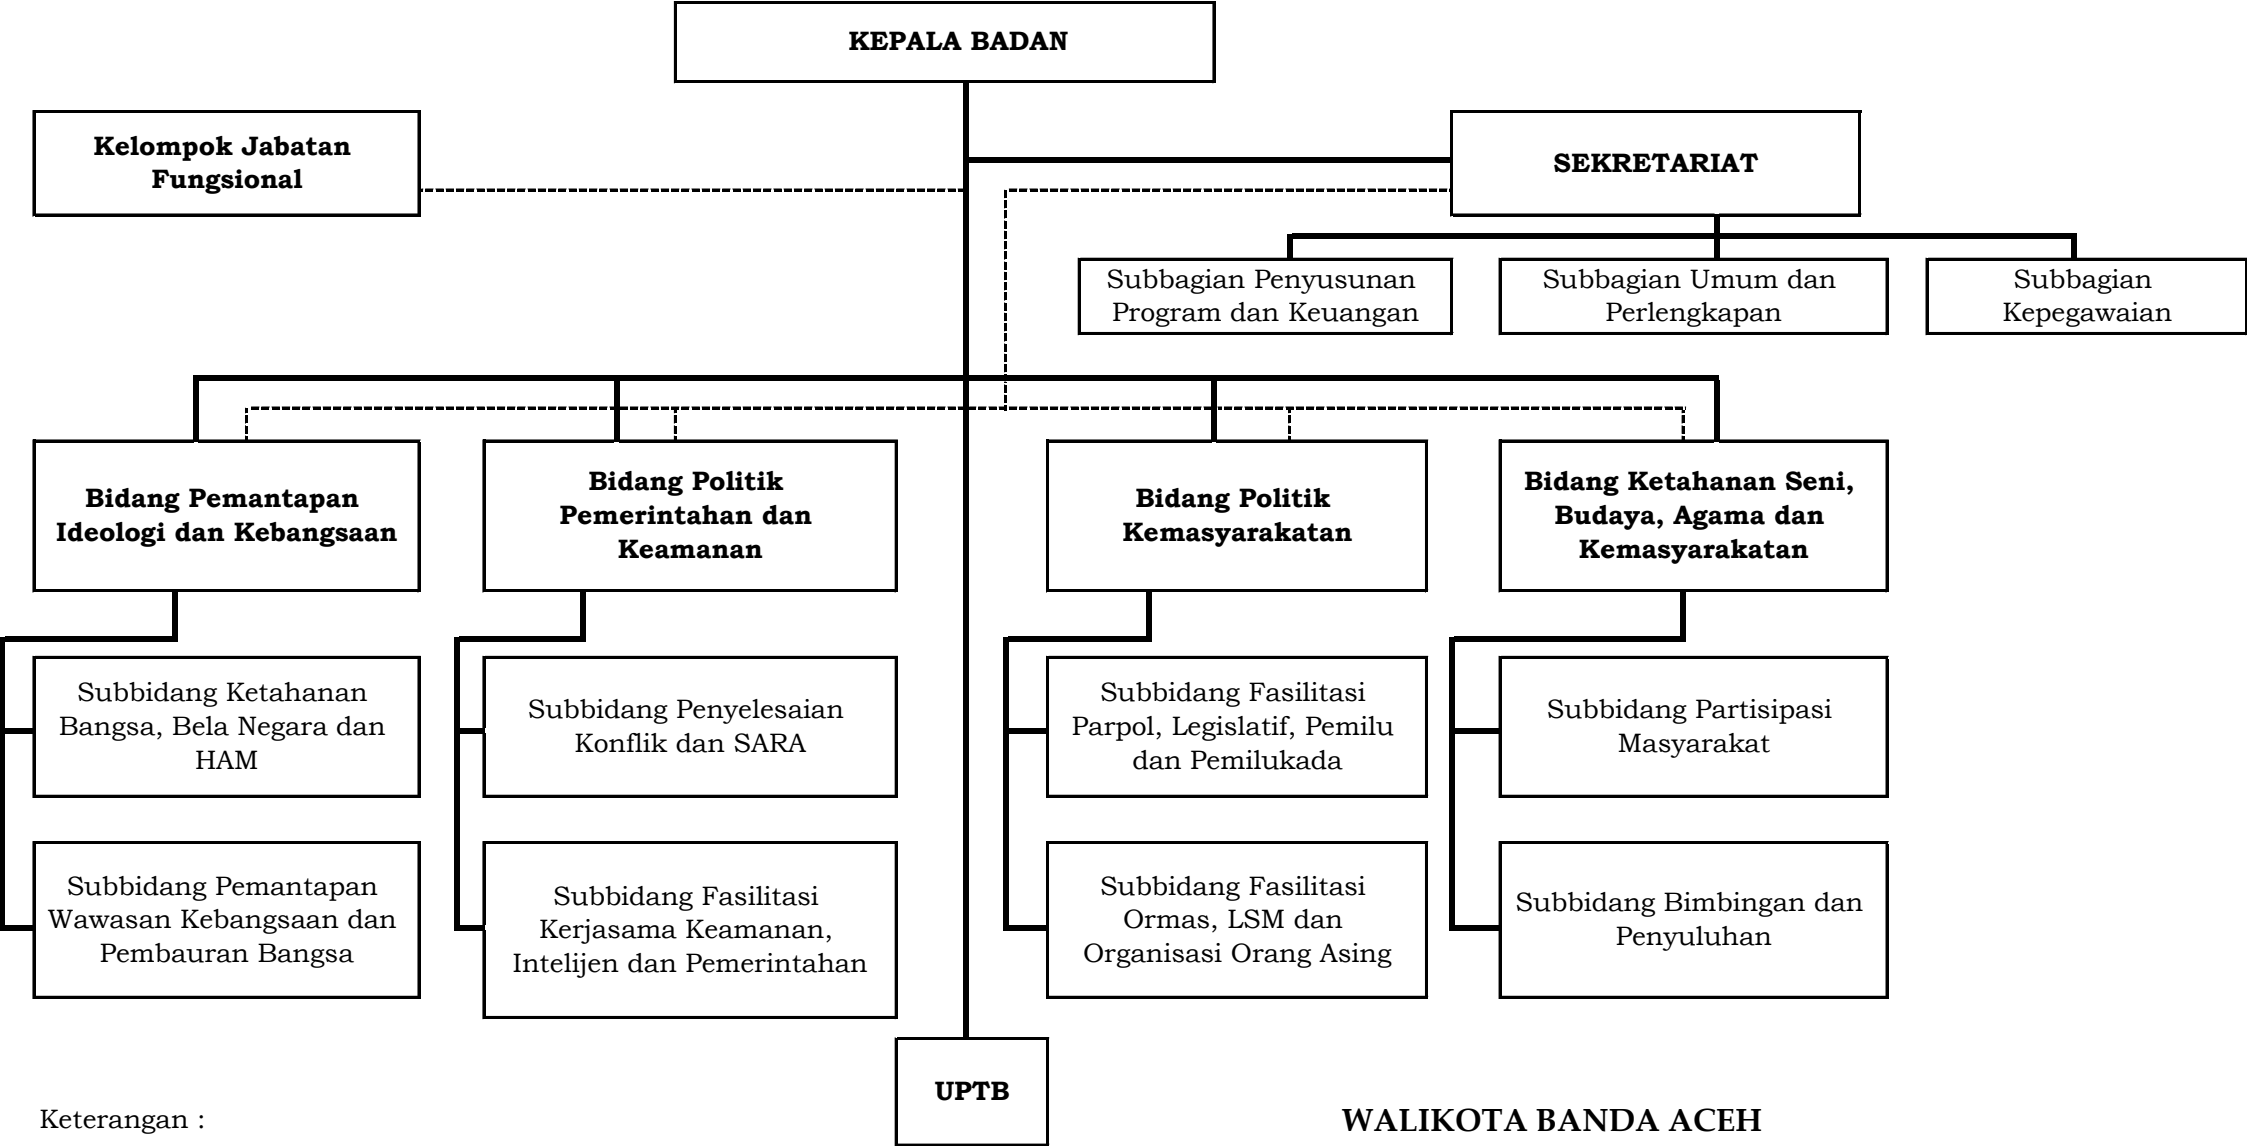 KEPALA BADAN
Kelompok Jabatan
Fungsional
SEKRETARIAT
Subbagian Penyusunan
Program dan Keuangan
Subbagian Umum dan
Perlengkapan
Subbagian
Kepegawaian
Bidang Pemantapan
Ideologi dan Kebangsaan
Bidang Politik
Pemerintahan dan
Keamanan
Bidang Politik
Kemasyarakatan
Bidang Ketahanan Seni,
Budaya, Agama dan
Kemasyarakatan
Subbidang Ketahanan
Bangsa, Bela Negara dan
HAM
Subbidang Penyelesaian
Konflik dan SARA
Subbidang Fasilitasi
Parpol, Legislatif, Pemilu
dan Pemilukada
Subbidang Partisipasi
Masyarakat
Subbidang Pemantapan
Wawasan Kebangsaan dan
Pembauran Bangsa
Subbidang Fasilitasi
Kerjasama Keamanan,
Intelijen dan Pemerintahan
Subbidang Fasilitasi
Ormas, LSM dan
Organisasi Orang Asing
Subbidang Bimbingan dan
Penyuluhan
UPTB
Keterangan :
WALIKOTA BANDA ACEH